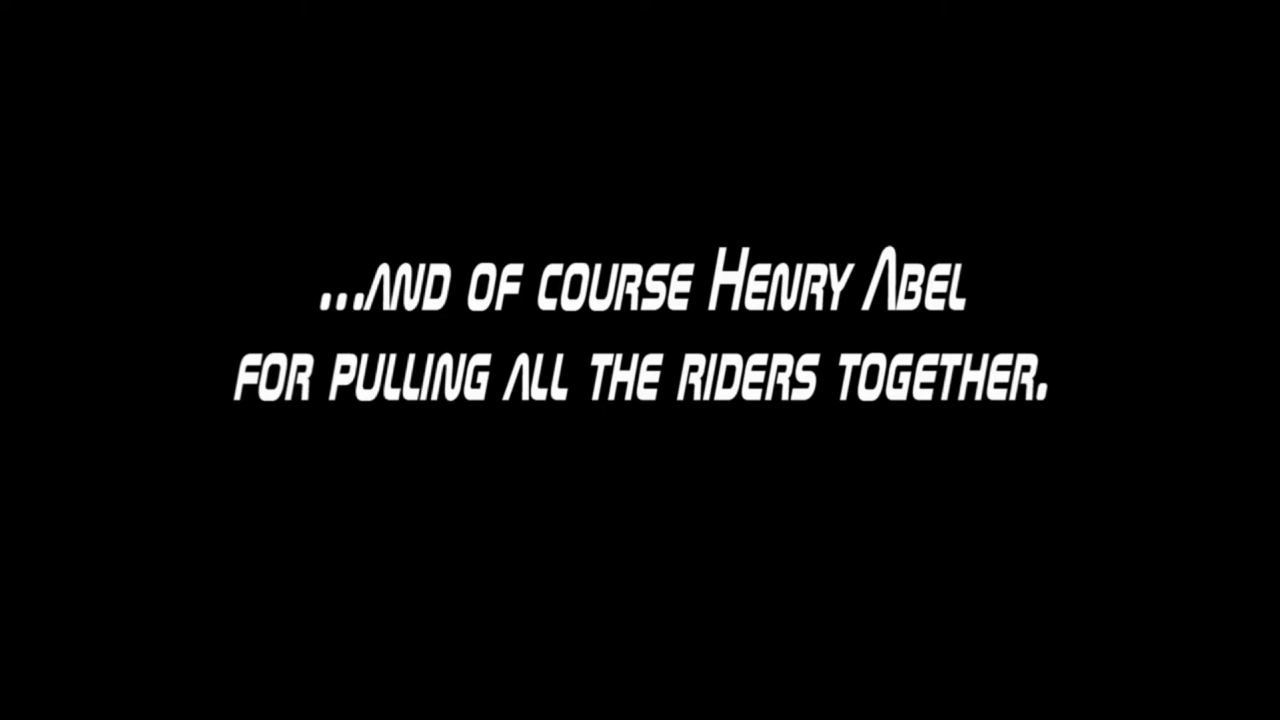 ...and of course Henry Abel
for pulling all the riders together.